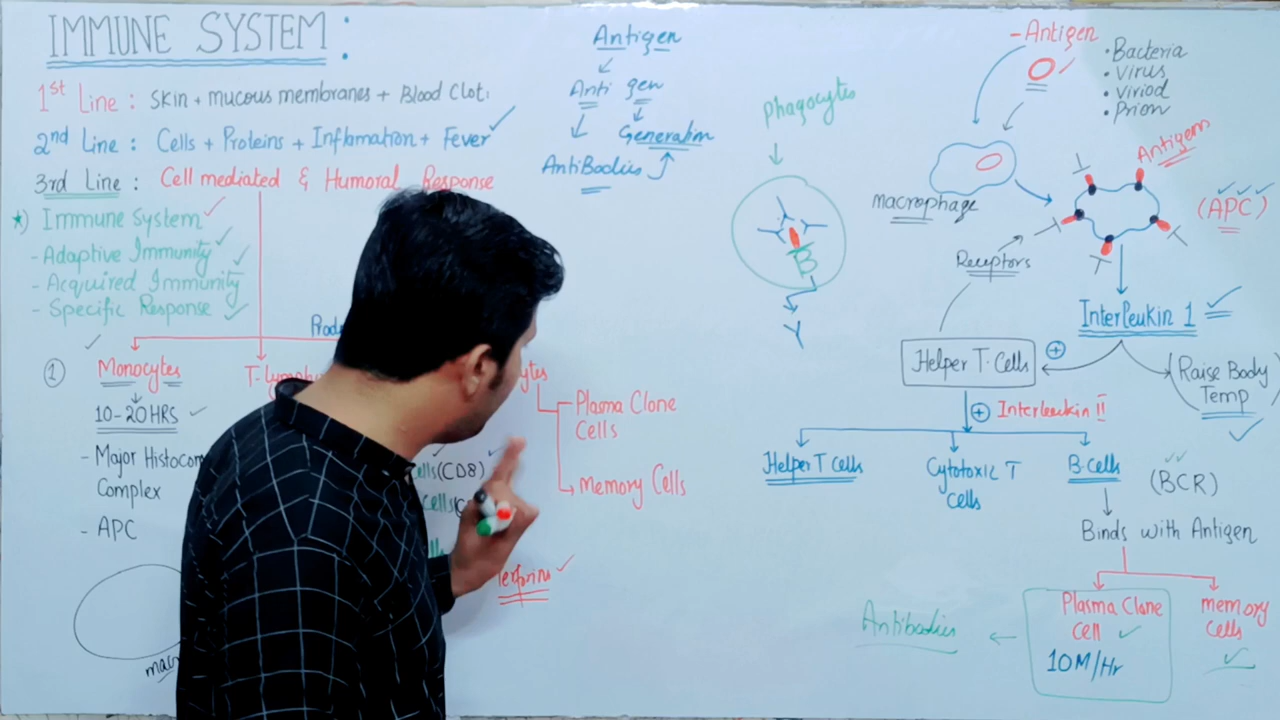 IMMUNE SYSTEM:
1st Line: Skin + mucous membranes + Blood Clot.
2nd Line: Cells + Proteins + Inflamation + Fever
3rd Line: Cell mediated & Humoral Response
*) Immune System
- Adaptive Immunity
- Acquired Immunity
- Specific Response
1 Monocytes
10-20 HRS
- Major
Complex
- APC
(CD8)
Plasma Clone
Cells
Memory Cells
Antigen
Anti gen
Generation
AntiBodies
Phagocytes
B
Y
- Antigen
• Bacteria
• Virus
• Viriod
• Prion
macrophage
Antigens
(APC)
Receptors
Interleukin 1
Helper T. Cells +
(Raise Body
Temp)
+ Interleukin II
Helper T cells
Cytotoxic T
Cells
B.cells
(BCR)
Binds with Antigen
Plasma Clone
Cell
10M/Hr
memory
Cells
Antibodies